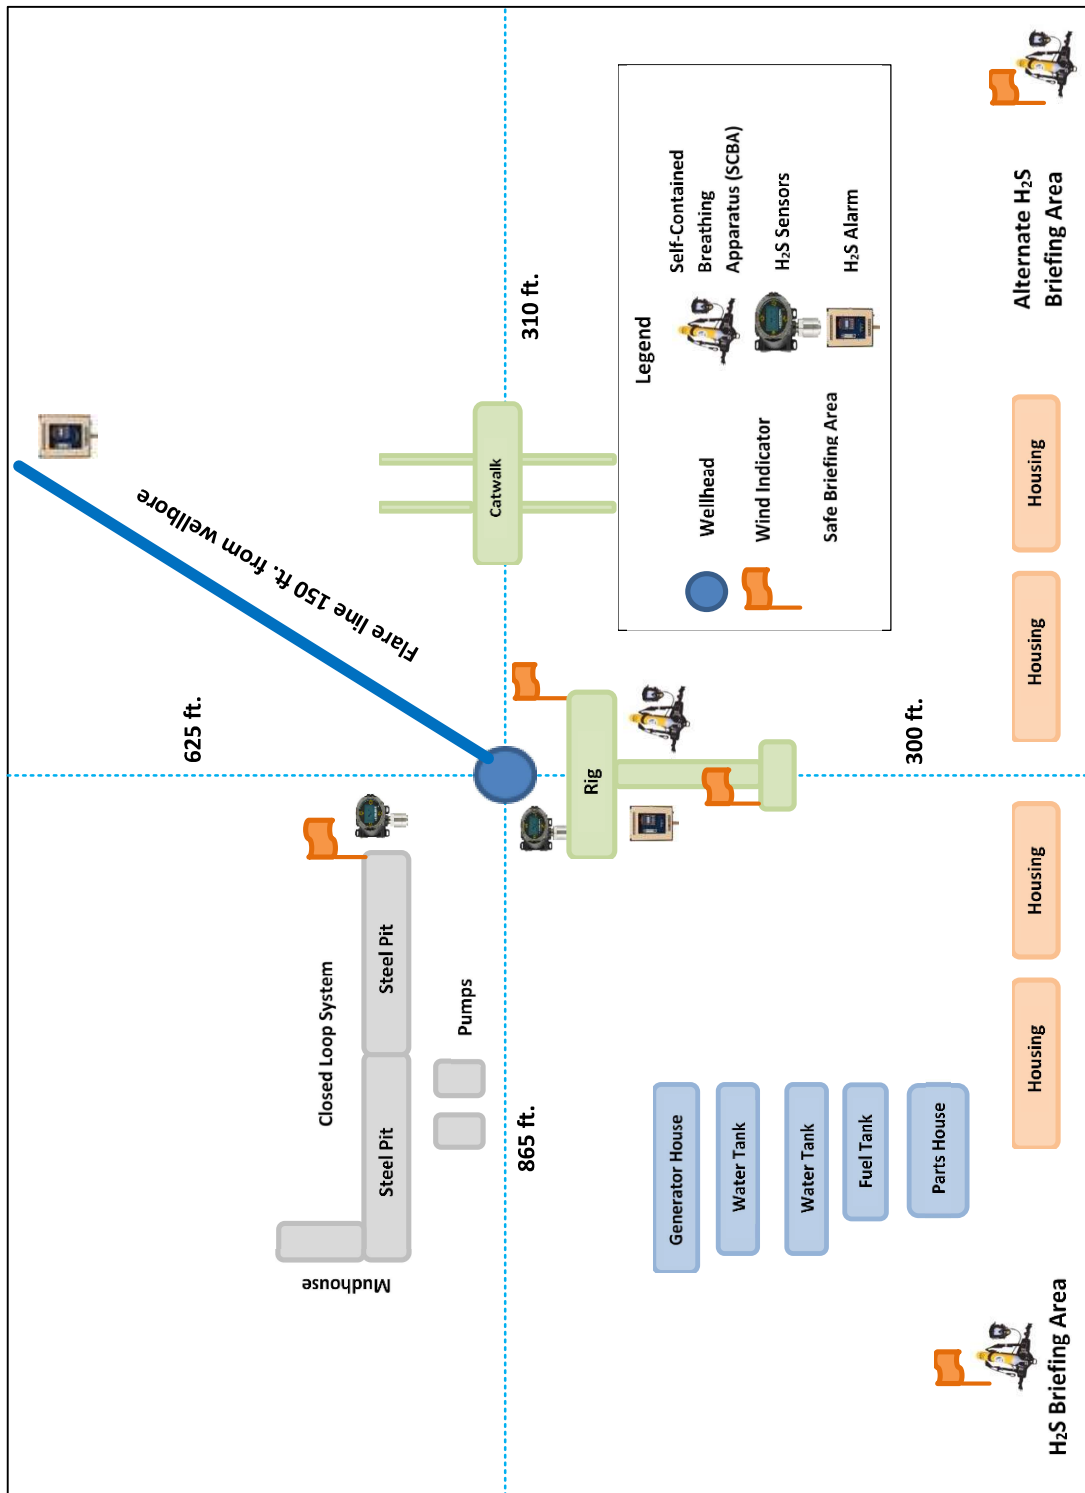 625 ft.
Flare line 150 ft. from wellbore
Closed Loop System
Steel Pit
Steel Pit
Mudhouse
Pumps
865 ft.
310 ft.
Catwalk
Rig
300 ft.
Legend
Wellhead
Wind Indicator
Safe Briefing Area
Self-Contained
Breathing
Apparatus (SCBA)
H₂S Sensors
H₂S Alarm
Generator House
Water Tank
Water Tank
Fuel Tank
Parts House
Housing
Housing
Housing
Housing
H₂S Briefing Area
Alternate H₂S
Briefing Area